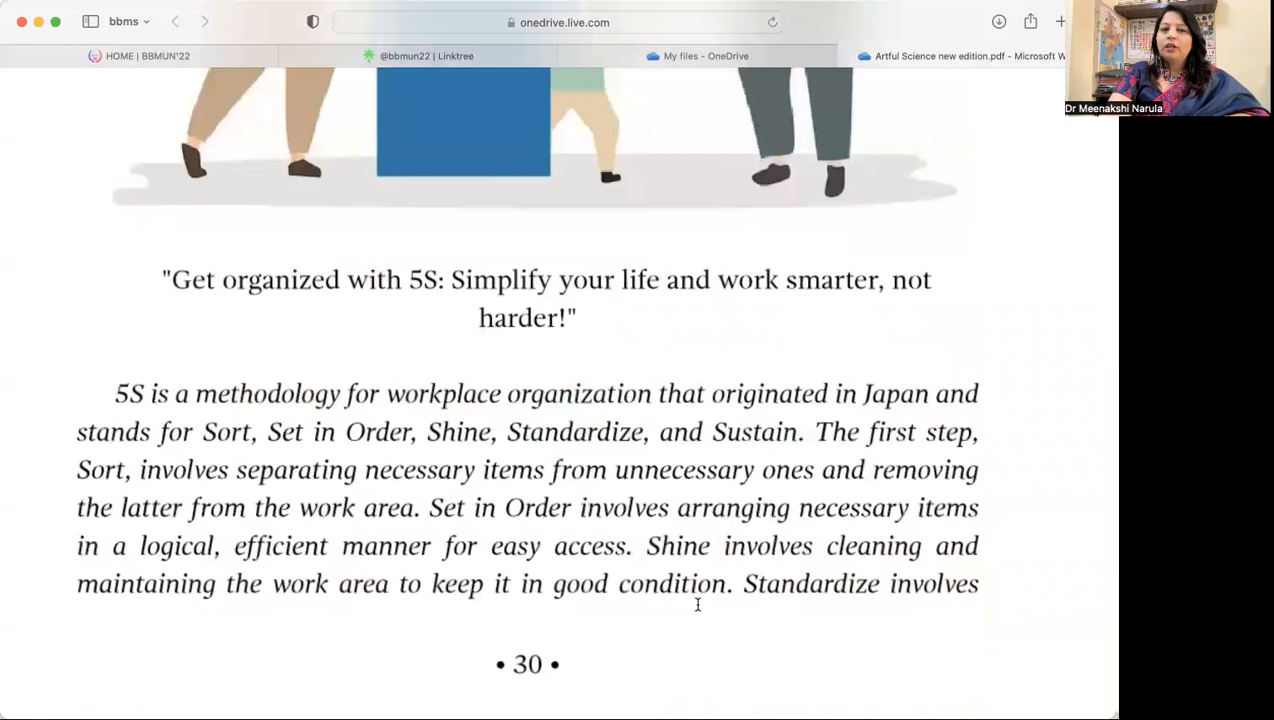 bbms
onedrive.live.com
HOME | BBMUN'22
@bbmun22 | Linktree
My files - OneDrive
Artful Science new edition.pdf - Microsoft W
Dr Meenakshi Narula
"Get organized with 5S: Simplify your life and work smarter, not
harder!"
5S is a methodology for workplace organization that originated in Japan and
stands for Sort, Set in Order, Shine, Standardize, and Sustain. The first step,
Sort, involves separating necessary items from unnecessary ones and removing
the latter from the work area. Set in Order involves arranging necessary items
in a logical, efficient manner for easy access. Shine involves cleaning and
maintaining the work area to keep it in good condition. Standardize involves
• 30 •